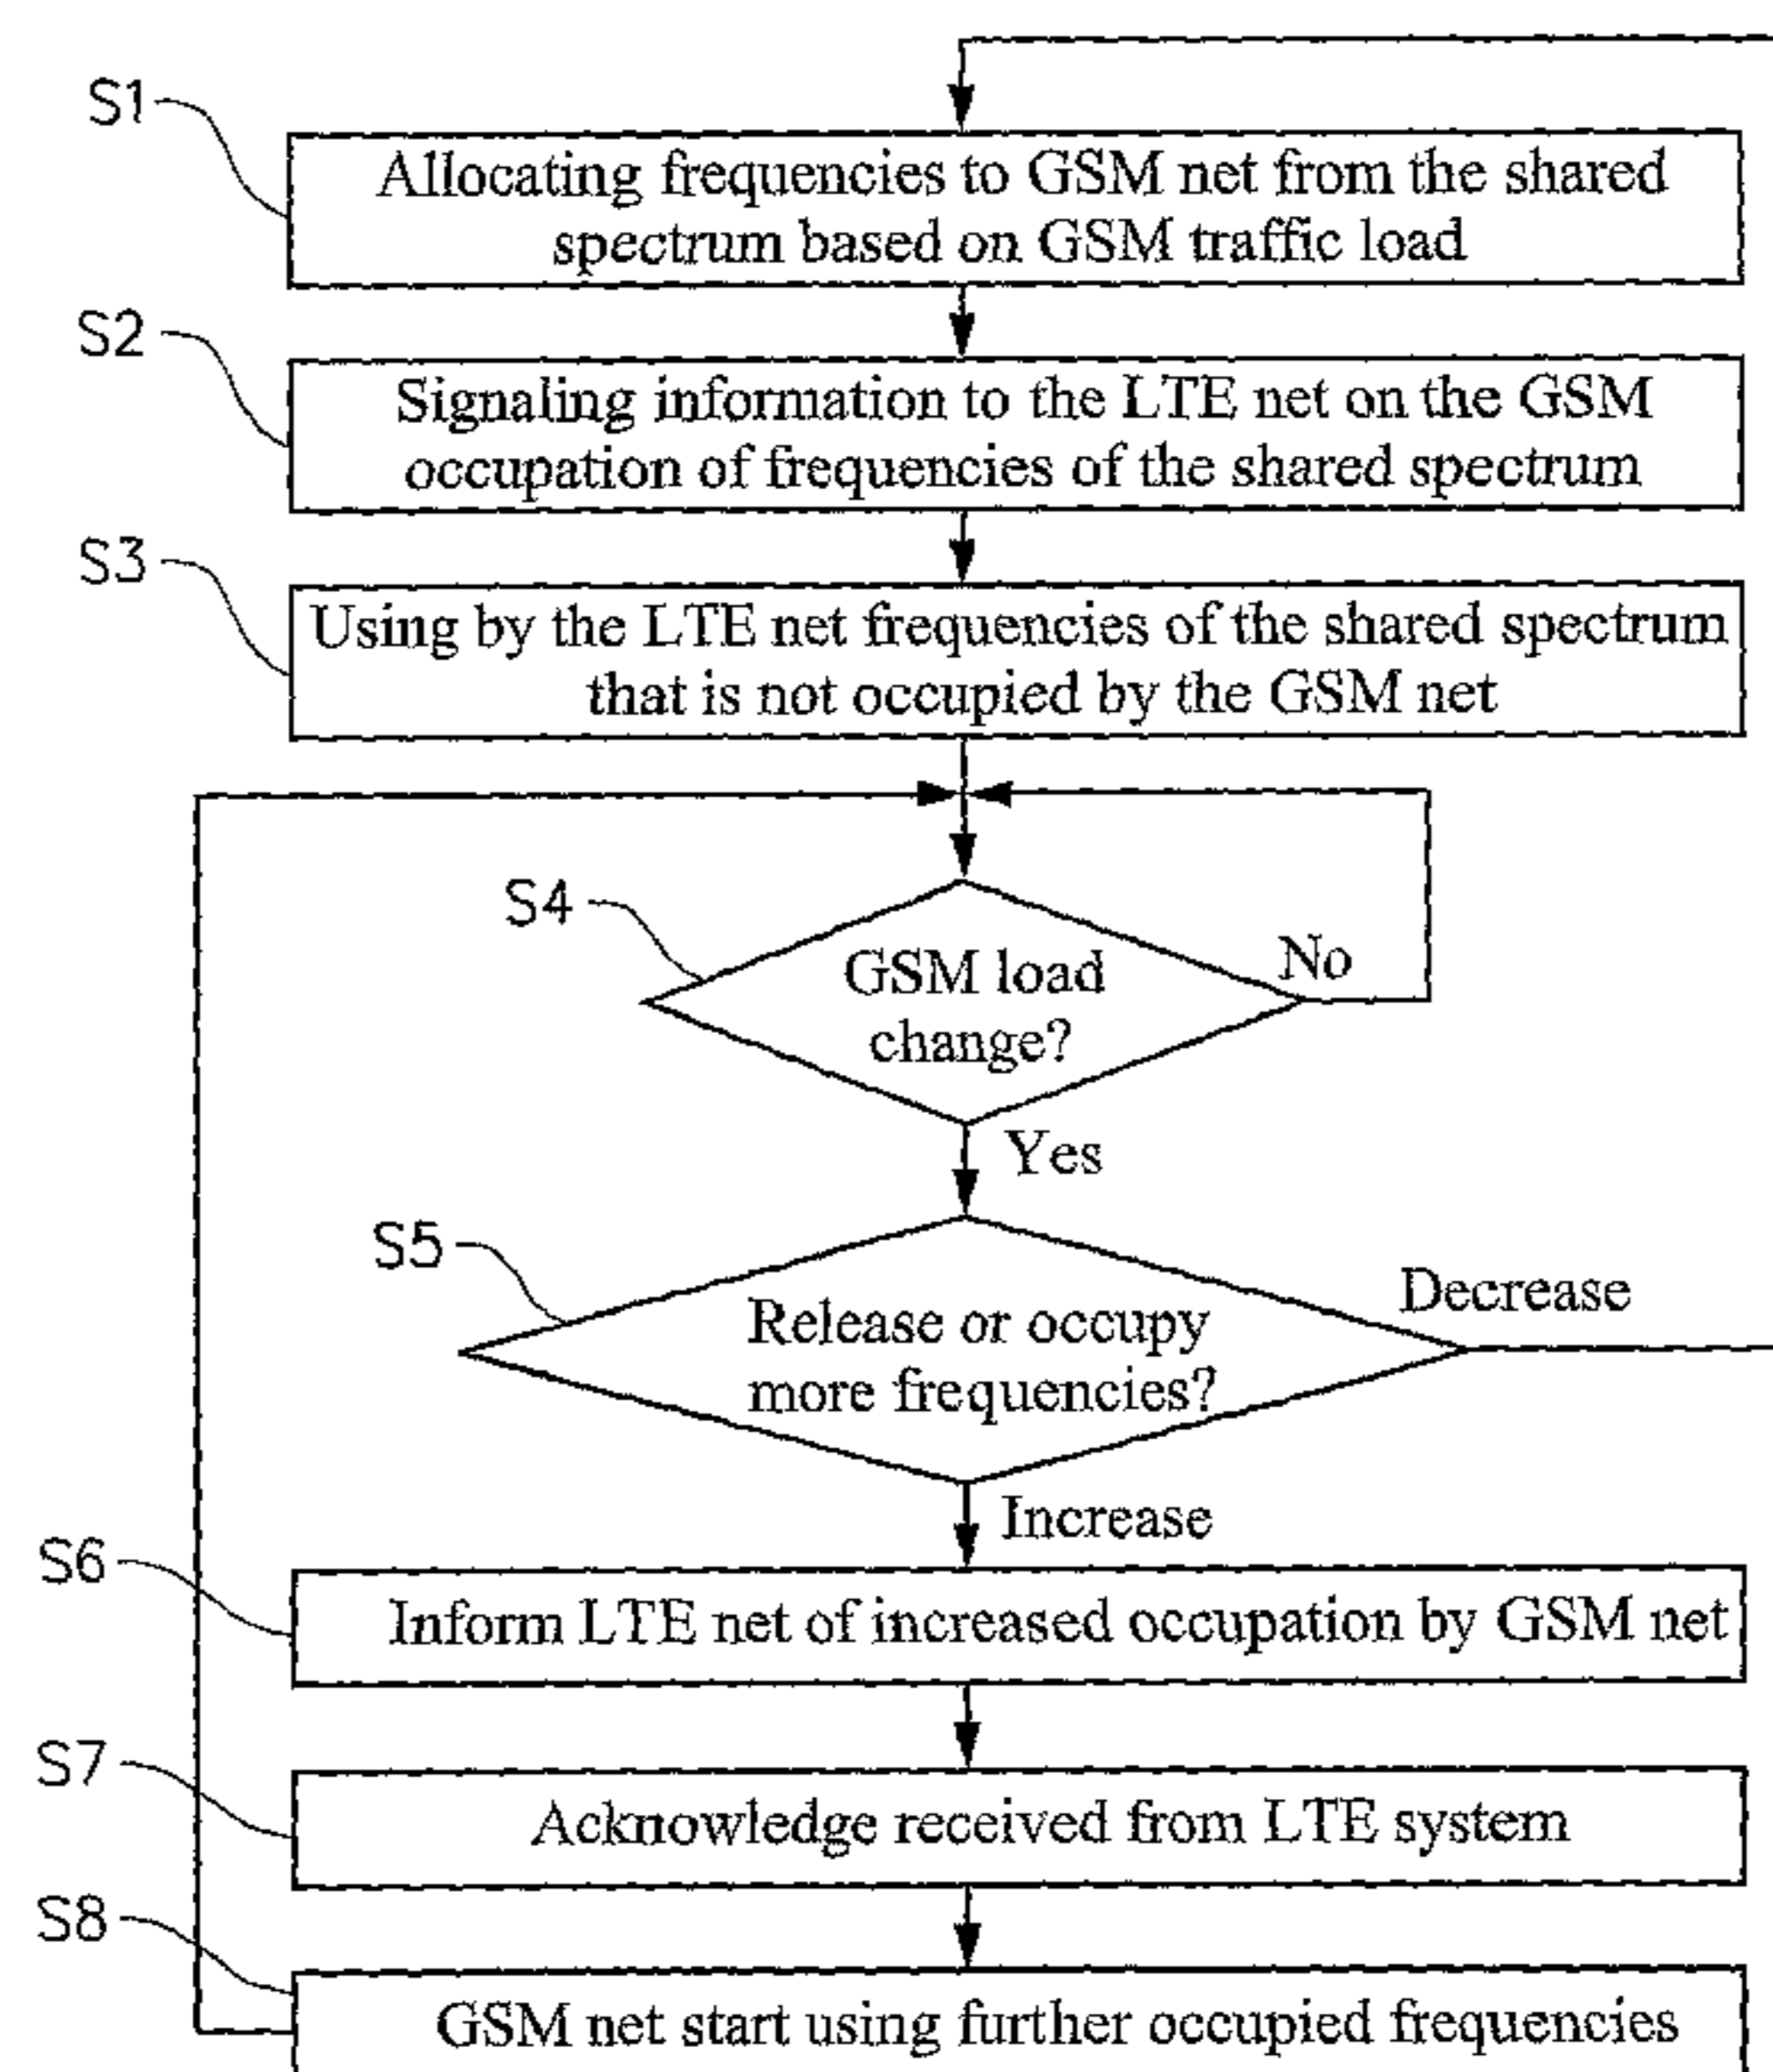 S1
Allocating frequencies to GSM net from the shared
spectrum based on GSM traffic load
S2
Signaling information to the LTE net on the GSM
occupation of frequencies of the shared spectrum
S3
Using by the LTE net frequencies of the shared spectrum
that is not occupied by the GSM net
S4
GSM load
change?
No
Yes
S5
Release or occupy
more frequencies?
Decrease
Increase
S6
Inform LTE net of increased occupation by GSM net
S7
Acknowledge received from LTE system
S8
GSM net start using further occupied frequencies